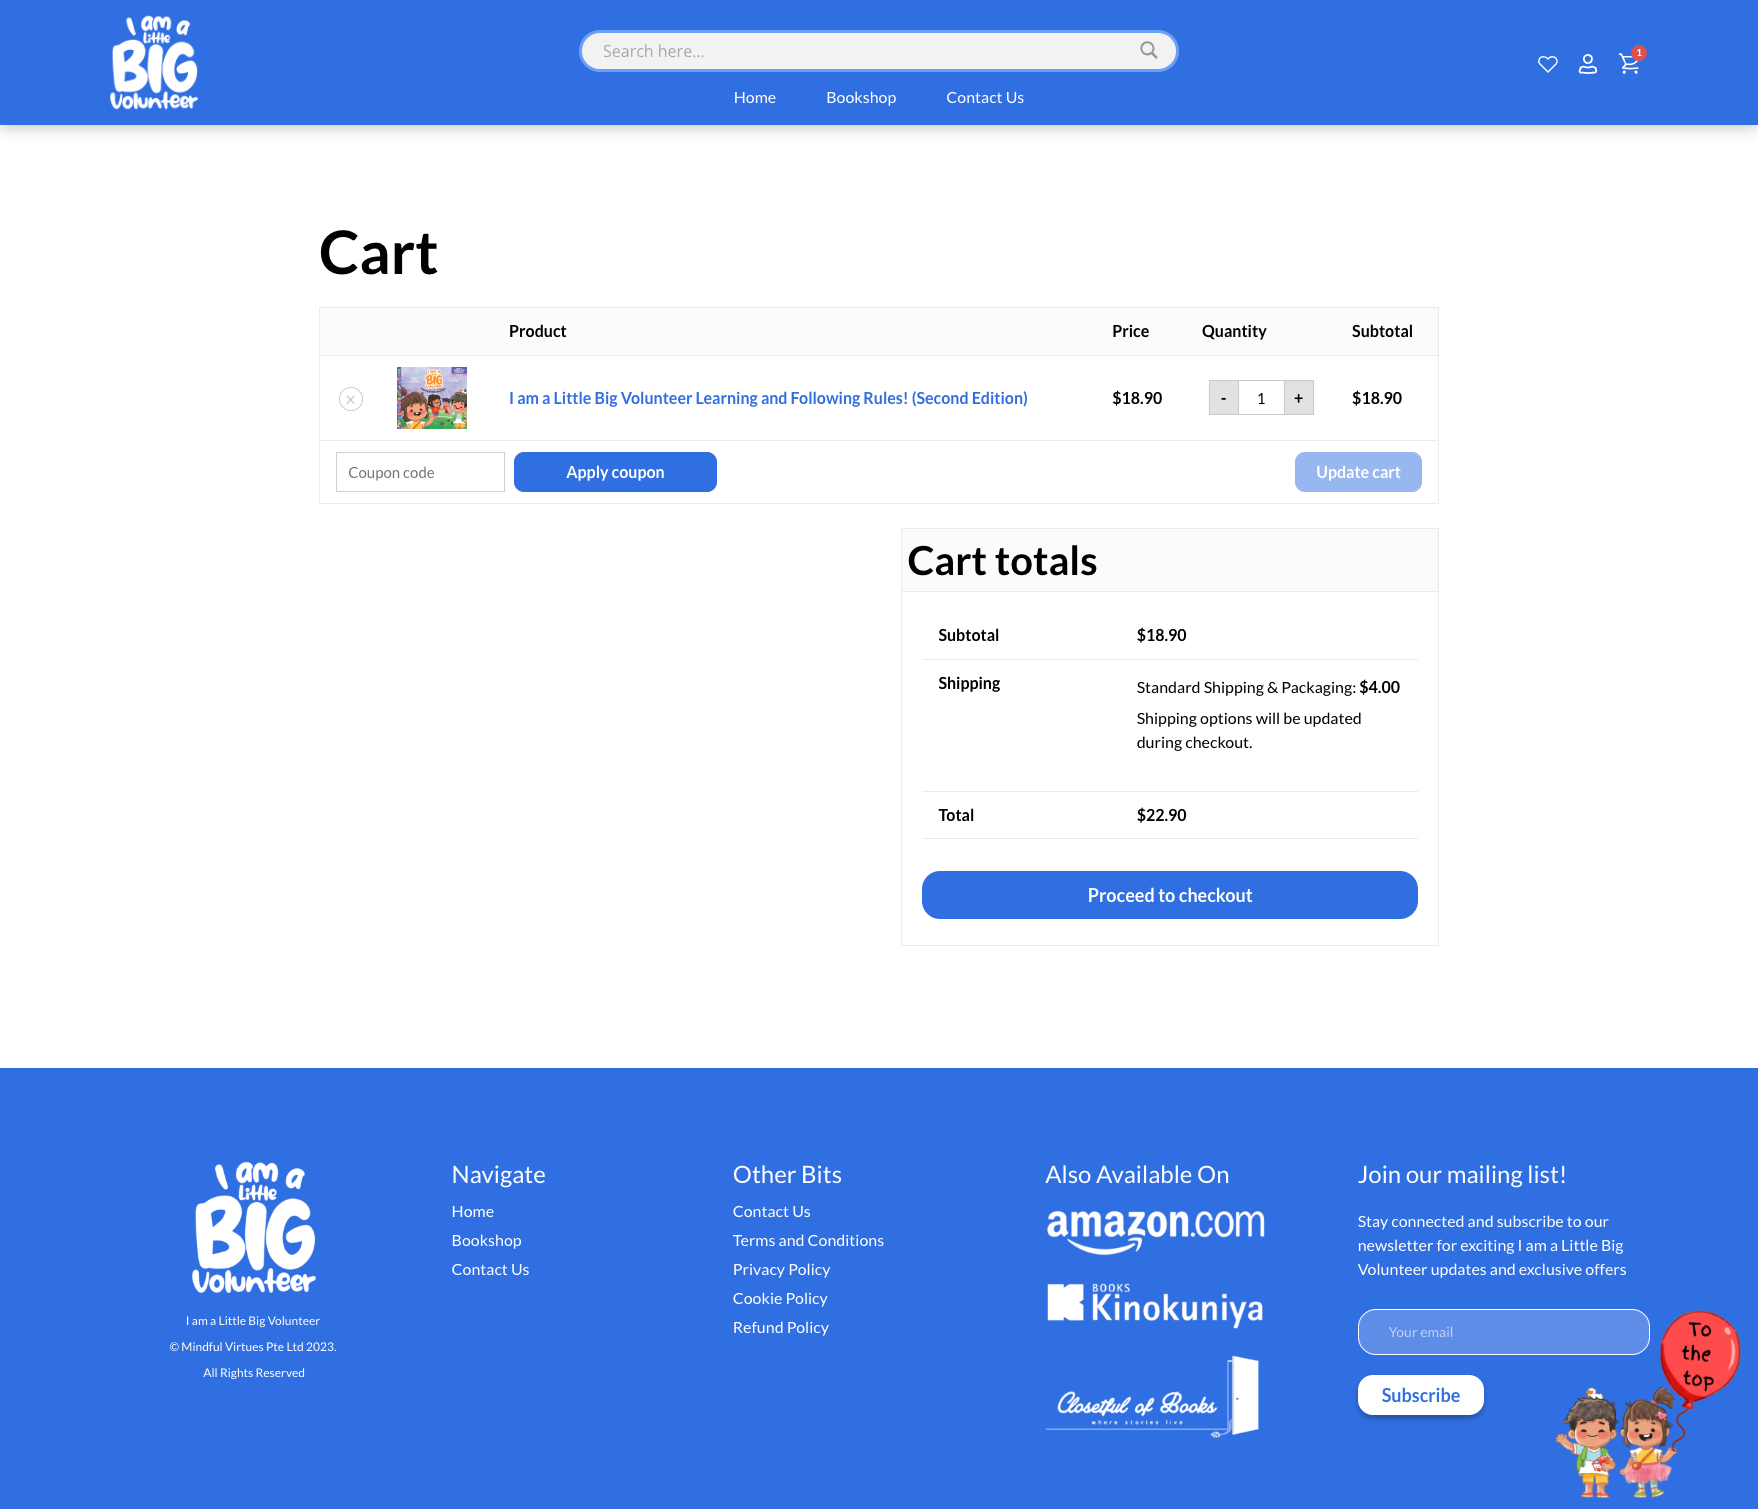 I am a
Little
BIG
Volunteer
Search here...
1
Home Bookshop Contact Us
Cart
Product Price Quantity Subtotal
× I am a Little Big Volunteer Learning and Following Rules! (Second Edition) $18.90 - 1 + $18.90
BIG
Coupon code Apply coupon Update cart
Cart totals
Subtotal $18.90
Shipping Standard Shipping & Packaging: $4.00
Shipping options will be updated
during checkout.
Total $22.90
Proceed to checkout
I am a
Little
BIG
Volunteer
I am a Little Big Volunteer
© Mindful Virtues Pte Ltd 2023.
All Rights Reserved
Navigate
Home
Bookshop
Contact Us
Other Bits
Contact Us
Terms and Conditions
Privacy Policy
Cookie Policy
Refund Policy
Also Available On
amazon.com
BOOKS
Kinokuniya
Closetful of Books
where stories live
Join our mailing list!
Stay connected and subscribe to our
newsletter for exciting I am a Little Big
Volunteer updates and exclusive offers
Your email
Subscribe
To
the
top